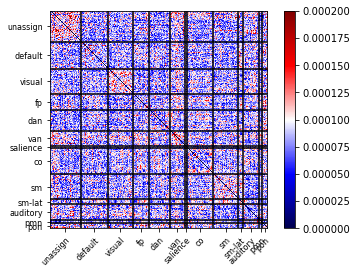 unassign
default
visual
fp
dan
van
salience
co
sm
sm-lat
auditory
pmn
pon
unassign
default
visual
fp
dan
van
salience
co
sm
sm-lat
auditory
0.000200
0.000175
0.000150
0.000125
0.000100
0.000075
0.000050
0.000025
0.000000